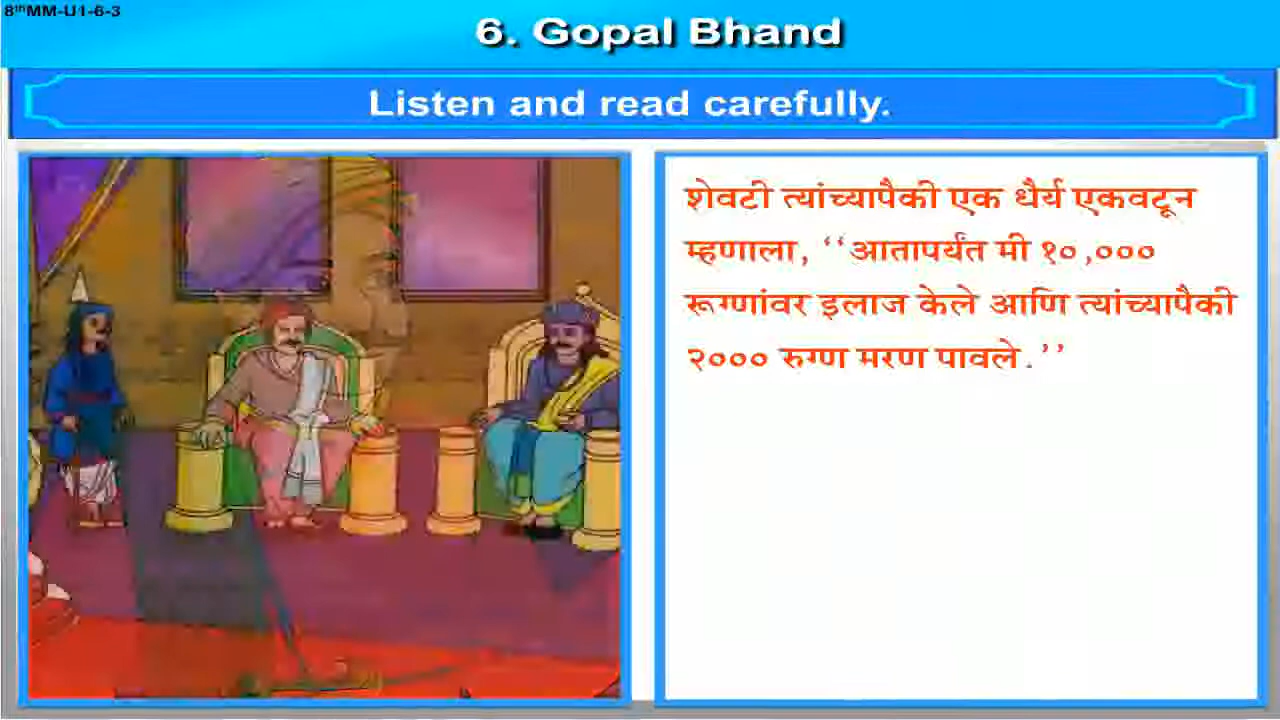 8thMM-U1-6-3
6. Gopal Bhand
Listen and read carefully.
शेवटी त्यांच्यापैकी एक धैर्य एकवटून
म्हणाला, ‘‘आतापर्यंत मी १०,०००
रूग्णांवर इलाज केले आणि त्यांच्यापैकी
२००० रुग्ण मरण पावले.’’